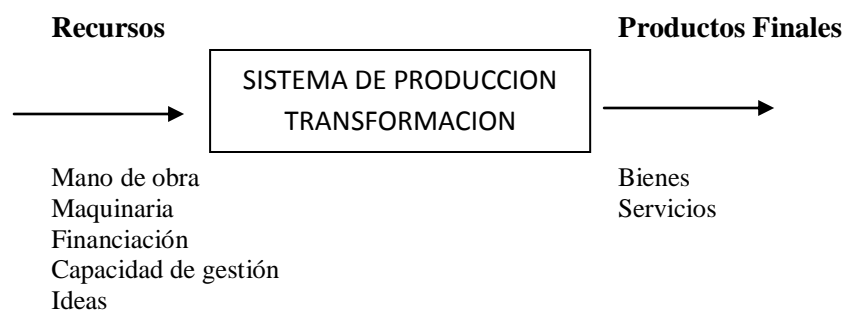 Recursos
Productos Finales
SISTEMA DE PRODUCCION
TRANSFORMACION
Mano de obra
Maquinaria
Financiación
Capacidad de gestión
Ideas
Bienes
Servicios